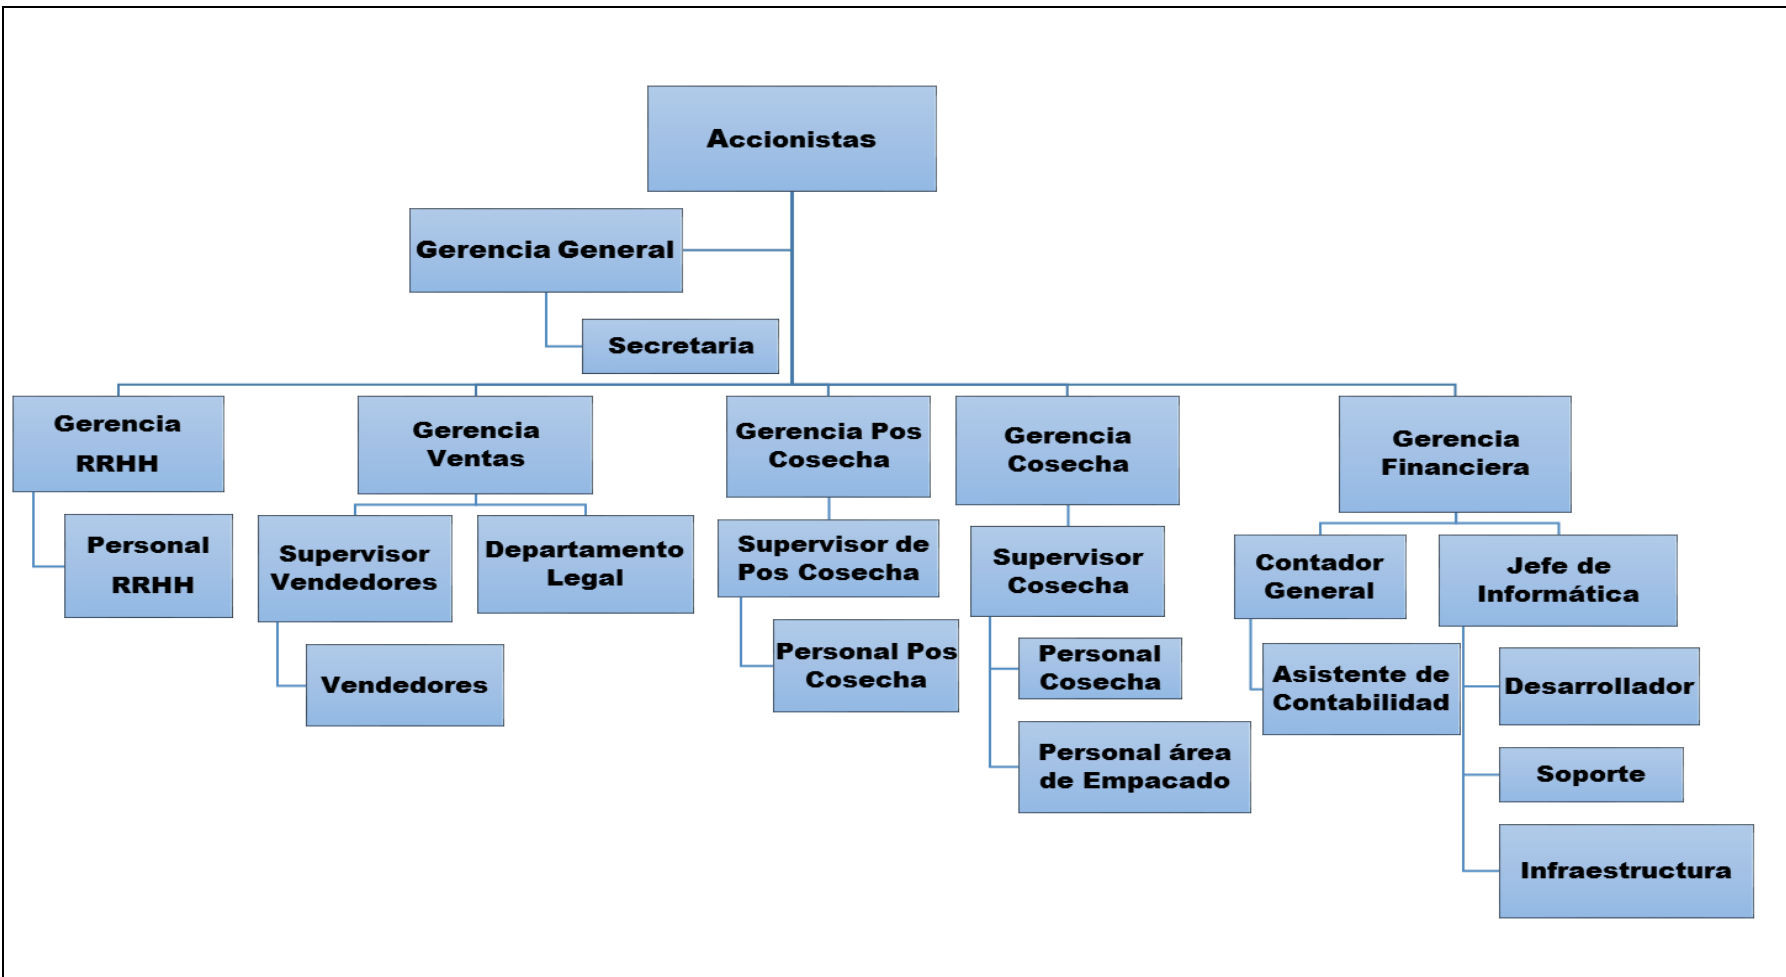 Accionistas
Gerencia General
Secretaria
Gerencia
RRHH
Personal
RRHH
Gerencia
Ventas
Supervisor
Vendedores
Vendedores
Departamento
Legal
Gerencia Pos
Cosecha
Supervisor de
Pos Cosecha
Personal Pos
Cosecha
Gerencia
Cosecha
Supervisor
Cosecha
Personal
Cosecha
Personal área
de Empacado
Gerencia
Financiera
Contador
General
Asistente de
Contabilidad
Jefe de
Informática
Desarrollador
Soporte
Infraestructura